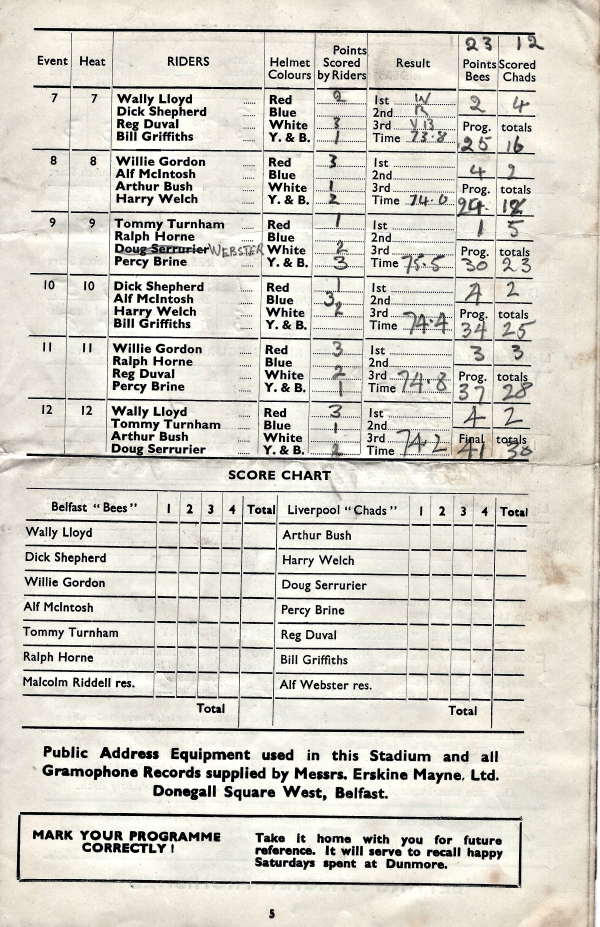 23 12
Event Heat RIDERS Helmet Colours Points Scored by Riders Result Points Scored Bees Chads
7 7 Wally Lloyd .... Red 2 1st W 2 4
Dick Shepherd .... Blue 2nd R
Reg Duval .... White 3 3rd VB Prog. totals
Bill Griffiths .... Y. & B. 1 Time 73.8 25 16
8 8 Willie Gordon .... Red 3 1st 4 2
Alf McIntosh .... Blue 2nd
Arthur Bush .... White 1 3rd Prog. totals
Harry Welch .... Y. & B. 2 Time 74.0 29 18
9 9 Tommy Turnham .... Red 1 1st 1 5
Ralph Horne .... Blue 2nd
Doug Serrurier WEBSTER White 2 3rd Prog. totals
Percy Brine .... Y. & B. 3 Time 75.5 30 23
10 10 Dick Shepherd .... Red 1 1st 4 2
Alf McIntosh .... Blue 3 2nd
Harry Welch .... White 2 3rd Prog. totals
Bill Griffiths .... Y. & B. Time 74.4 34 25
11 11 Willie Gordon .... Red 3 1st 3 3
Ralph Horne .... Blue 2nd
Reg Duval .... White 2 3rd Prog. totals
Percy Brine .... Y. & B. 1 Time 74.8 37 28
12 12 Wally Lloyd .... Red 3 1st 4 2
Tommy Turnham .... Blue 1 2nd
Arthur Bush .... White 3rd 74.2 Final totals
Doug Serrurier .... Y. & B. 2 Time 41 30
SCORE CHART
Belfast "Bees" 1 2 3 4 Total Liverpool "Chads" 1 2 3 4 Total
Wally Lloyd Arthur Bush
Dick Shepherd Harry Welch
Willie Gordon Doug Serrurier
Alf McIntosh Percy Brine
Tommy Turnham Reg Duval
Ralph Horne Bill Griffiths
Malcolm Riddell res. Alf Webster res.
Total Total
Public Address Equipment used in this Stadium and all
Gramophone Records supplied by Messrs. Erskine Mayne, Ltd.
Donegall Square West, Belfast.
MARK YOUR PROGRAMME CORRECTLY !
Take it home with you for future
reference. It will serve to recall happy
Saturdays spent at Dunmore.
5